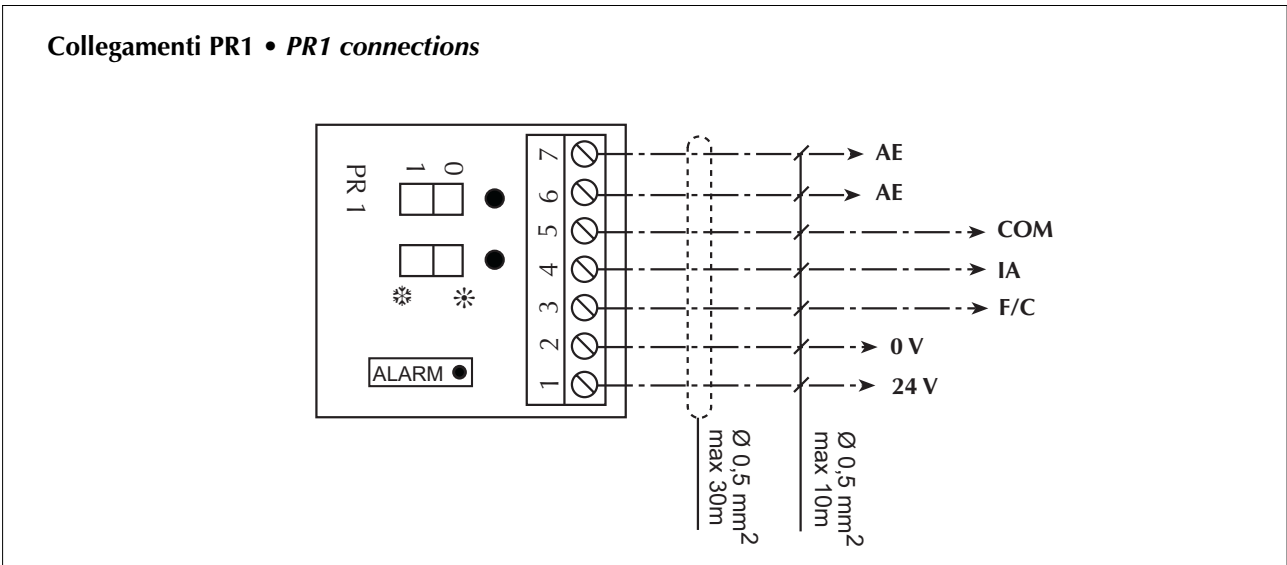 Collegamenti PR1 • PR1 connections
PR 1
1 0
ALARM
7 AE
6 AE
5 COM
4 IA
3 F/C
2 0 V
1 24 V
Ø 0,5 mm²
max 30m
Ø 0,5 mm²
max 10m